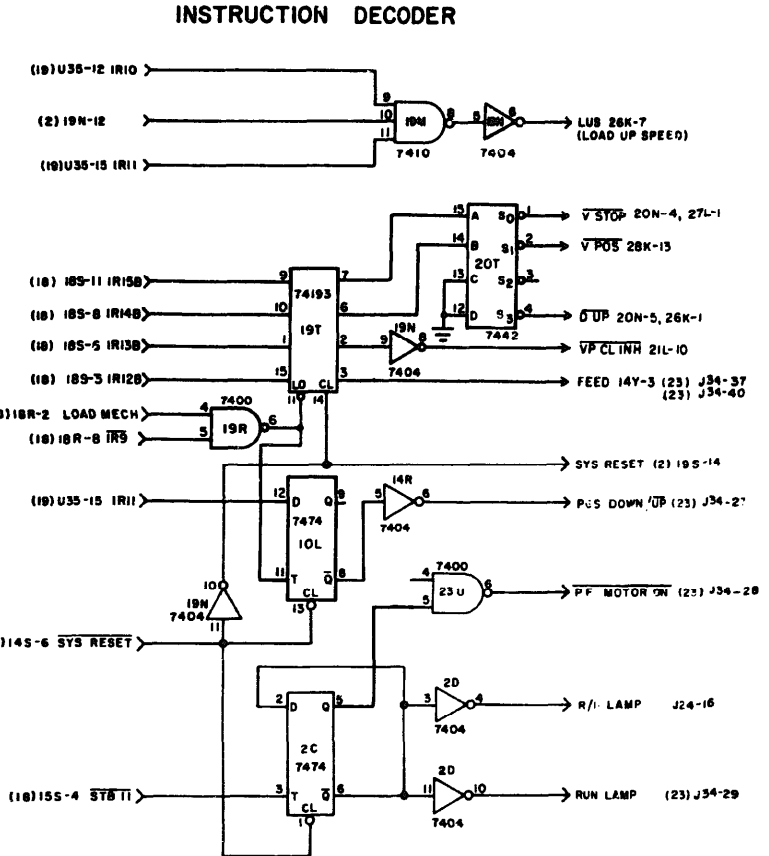 INSTRUCTION DECODER
(19)U35-12 IR10
(2)19N-12
(19)U35-15 IR11
9
10
11
19M
8
7410
5
6
7404
LUS 26K-7
(LOAD UP SPEED)
15 A S0 1
14 B S1 2
13 C S2 3
12 D S3 4
20T
7442
V STOP 20N-4, 27L-1
V POS 28K-13
D UP 20N-5, 26K-1
(18) 18S-11 IR15B
(18) 18S-8 IR14B
(18) 18S-6 IR13B
(18) 18S-3 IR12B
9
10
1
15
74193
19T
LD CL
11 14
7
6
2
3
19N
9 8
7404
VP CL INH 21L-10
FEED 14Y-3 (23) J34-37
(23) J34-40
18R-2 LOAD MECH
(18)18R-8 IR9
4
5
7400
19R
6
SYS RESET (2) 19S-14
(19)U35-15 IR11
12 D Q 9
7474
10L
11 T Q 8
CL
13
14R
5 6
7404
DOWN/UP (23)
10
19N
7404
11
14S-6 SYS RESET
4
5
7400
23U
6
MOTOR ON (23) J34-28
2 D Q 5
2C
7474
3 T Q 6
CL
1
2D
3 4
7404
LAMP J24-16
(18)15S-4 STB 11
2D
11 10
7404
RUN LAMP (23)J34-29